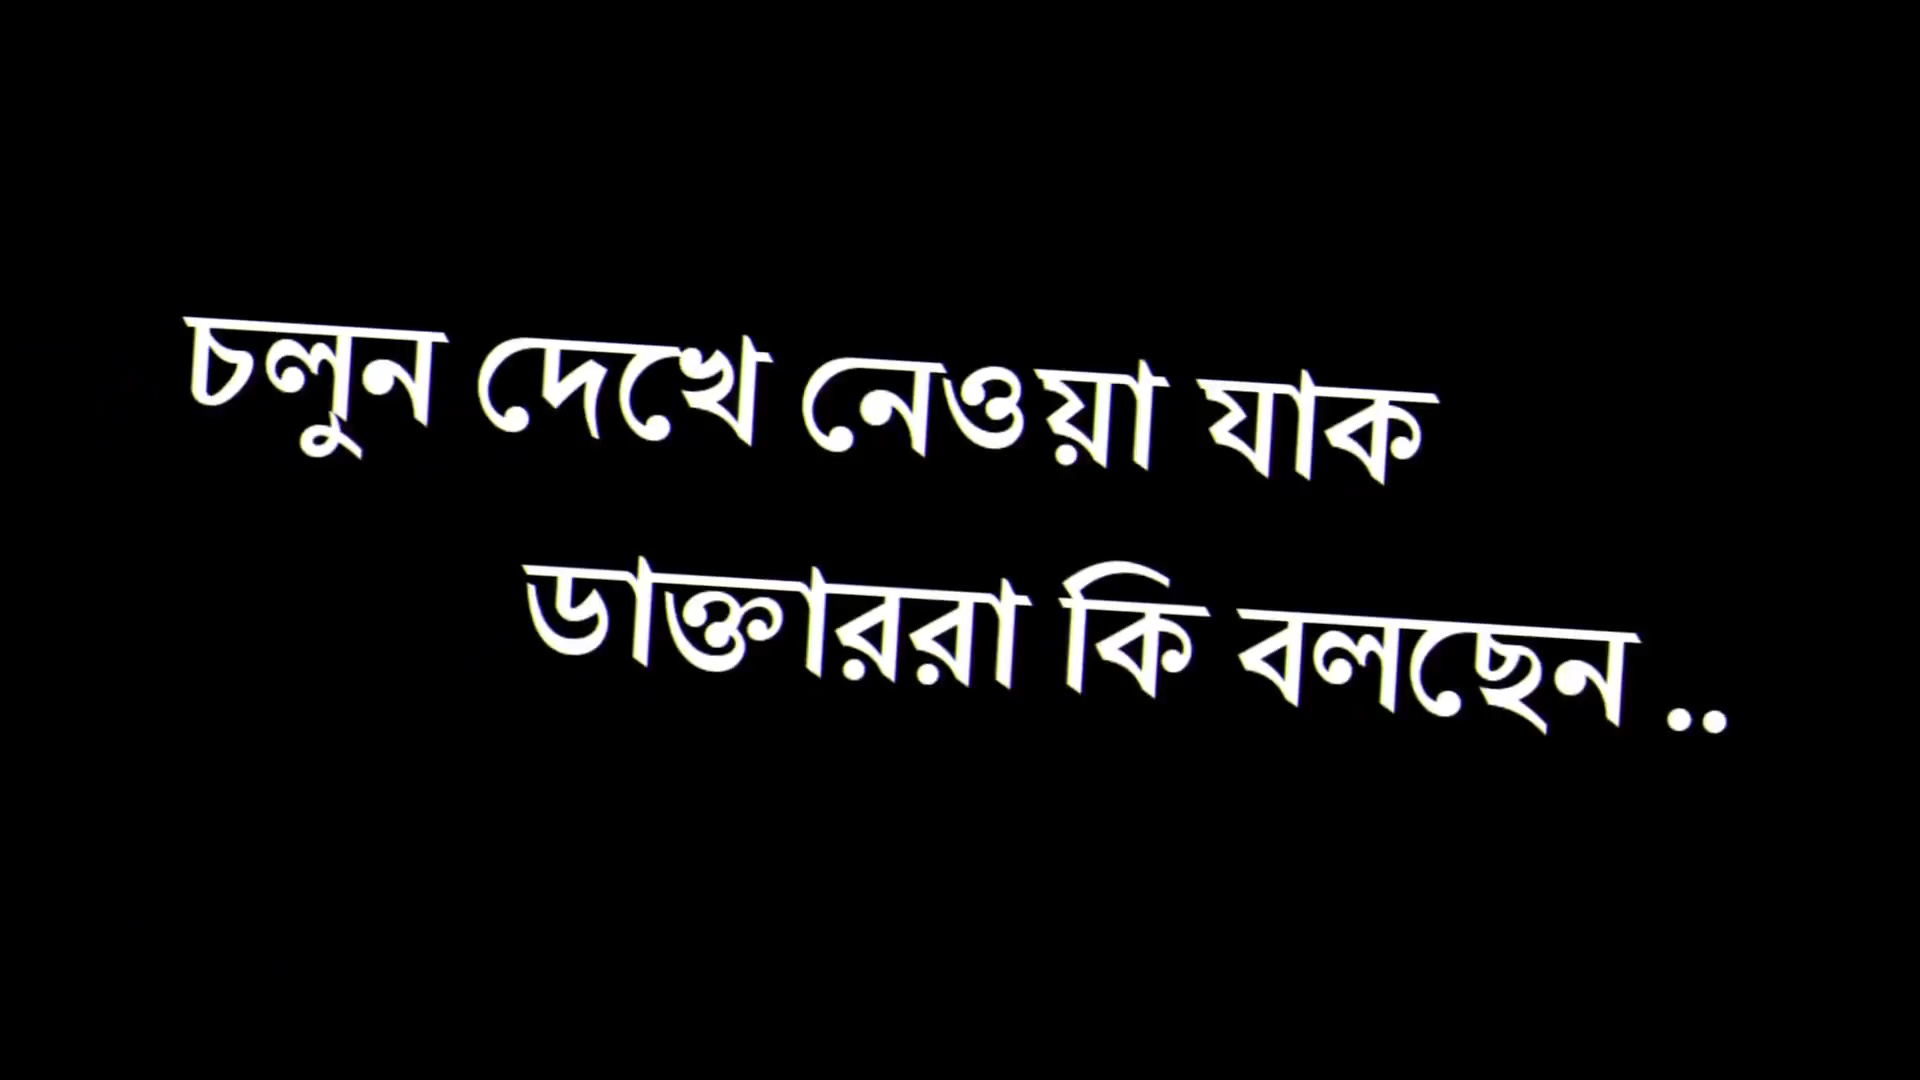 চলুন দেখে নেওয়া যাক
ডাক্তাররা কি বলছেন ..